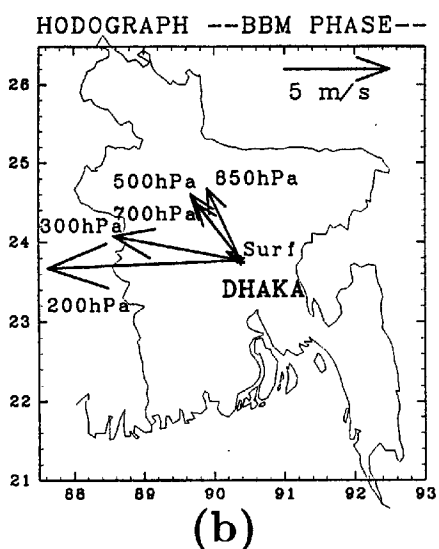 HODOGRAPH --BBM PHASE--
26
5 m/s
25
500hPa 850hPa
700hPa
300hPa
24
Surf
DHAKA
200hPa
23
22
21
88 89 90 91 92 93
(b)